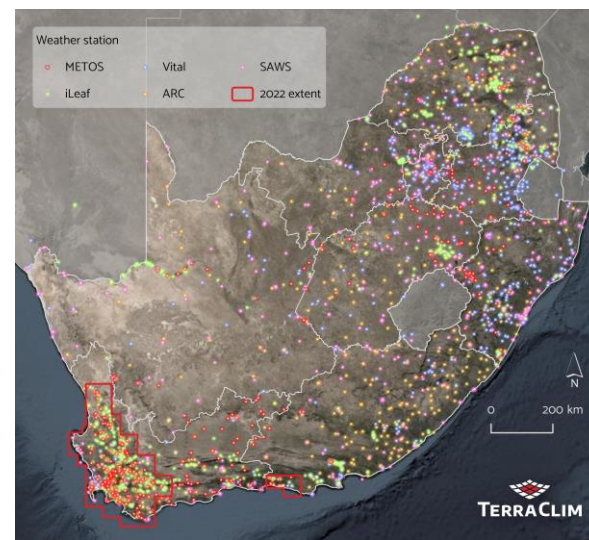 Weather station
METOS Vital SAWS
iLeaf ARC 2022 extent
N
0 200 km
TERRACLIM